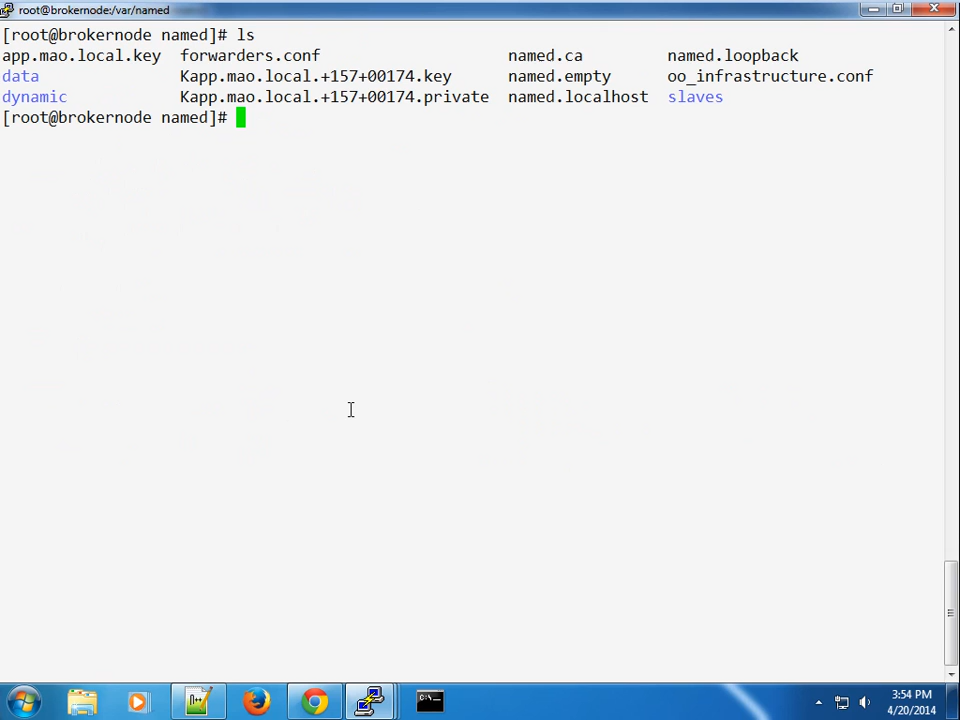 root@brokernode:/var/named
[root@brokernode named]# ls
app.mao.local.key  forwarders.conf  named.ca  named.loopback
data  Kapp.mao.local.+157+00174.key  named.empty  oo_infrastructure.conf
dynamic  Kapp.mao.local.+157+00174.private  named.localhost  slaves
[root@brokernode named]#
3:54 PM
4/20/2014